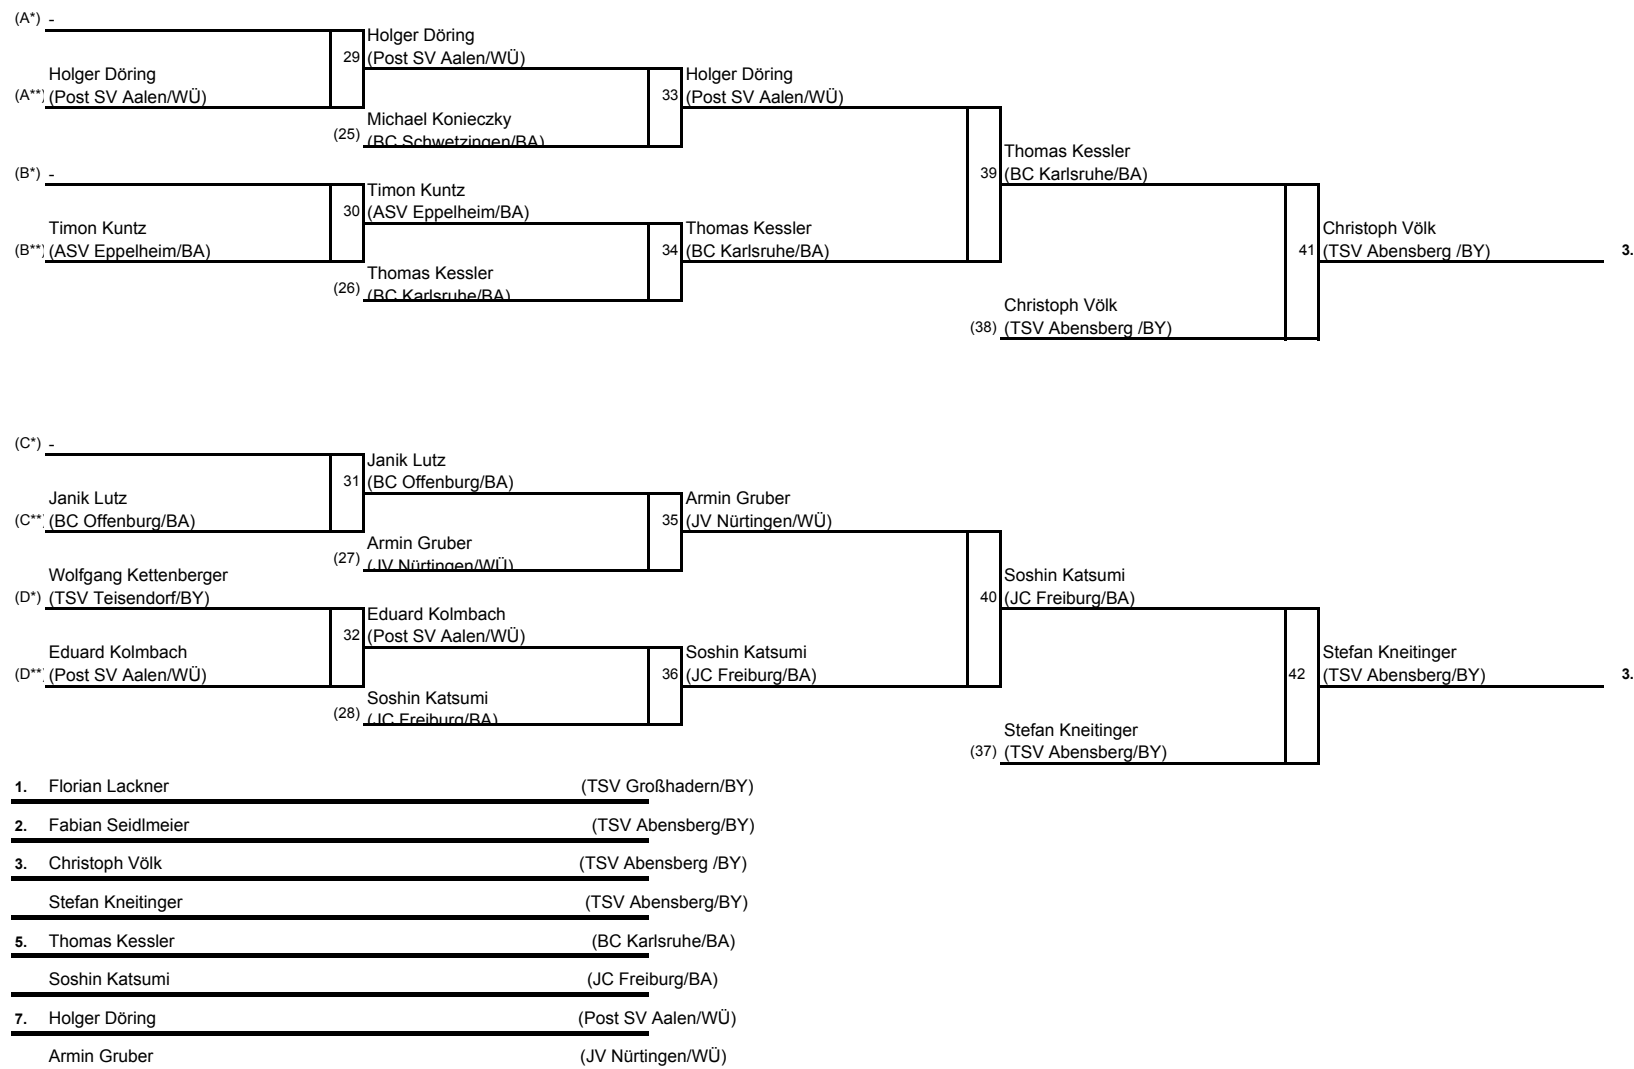 (A*) -
Holger Döring
29 (Post SV Aalen/WÜ)
Holger Döring
(A**) (Post SV Aalen/WÜ)
Holger Döring
33 (Post SV Aalen/WÜ)
Michael Konieczky
(25) (BC Schwetzingen/BA)
Thomas Kessler
39 (BC Karlsruhe/BA)
(B*) -
Timon Kuntz
30 (ASV Eppelheim/BA)
Timon Kuntz
(B**) (ASV Eppelheim/BA)
Thomas Kessler
34 (BC Karlsruhe/BA)
Christoph Völk
41 (TSV Abensberg /BY) 3.
Thomas Kessler
(26) (BC Karlsruhe/BA)
Christoph Völk
(38) (TSV Abensberg /BY)
(C*) -
Janik Lutz
31 (BC Offenburg/BA)
Janik Lutz
(C** (BC Offenburg/BA)
Armin Gruber
35 (JV Nürtingen/WÜ)
Armin Gruber
(27) (JV Nürtingen/WÜ)
Wolfgang Kettenberger
(D*) (TSV Teisendorf/BY)
Soshin Katsumi
40 (JC Freiburg/BA)
Eduard Kolmbach
32 (Post SV Aalen/WÜ)
Eduard Kolmbach
(D** (Post SV Aalen/WÜ)
Soshin Katsumi
36 (JC Freiburg/BA)
Stefan Kneitinger
42 (TSV Abensberg/BY) 3.
Soshin Katsumi
(28) (JC Freiburg/BA)
Stefan Kneitinger
(37) (TSV Abensberg/BY)
1. Florian Lackner (TSV Großhadern/BY)
2. Fabian Seidlmeier (TSV Abensberg/BY)
3. Christoph Völk (TSV Abensberg /BY)
Stefan Kneitinger (TSV Abensberg/BY)
5. Thomas Kessler (BC Karlsruhe/BA)
Soshin Katsumi (JC Freiburg/BA)
7. Holger Döring (Post SV Aalen/WÜ)
Armin Gruber (JV Nürtingen/WÜ)